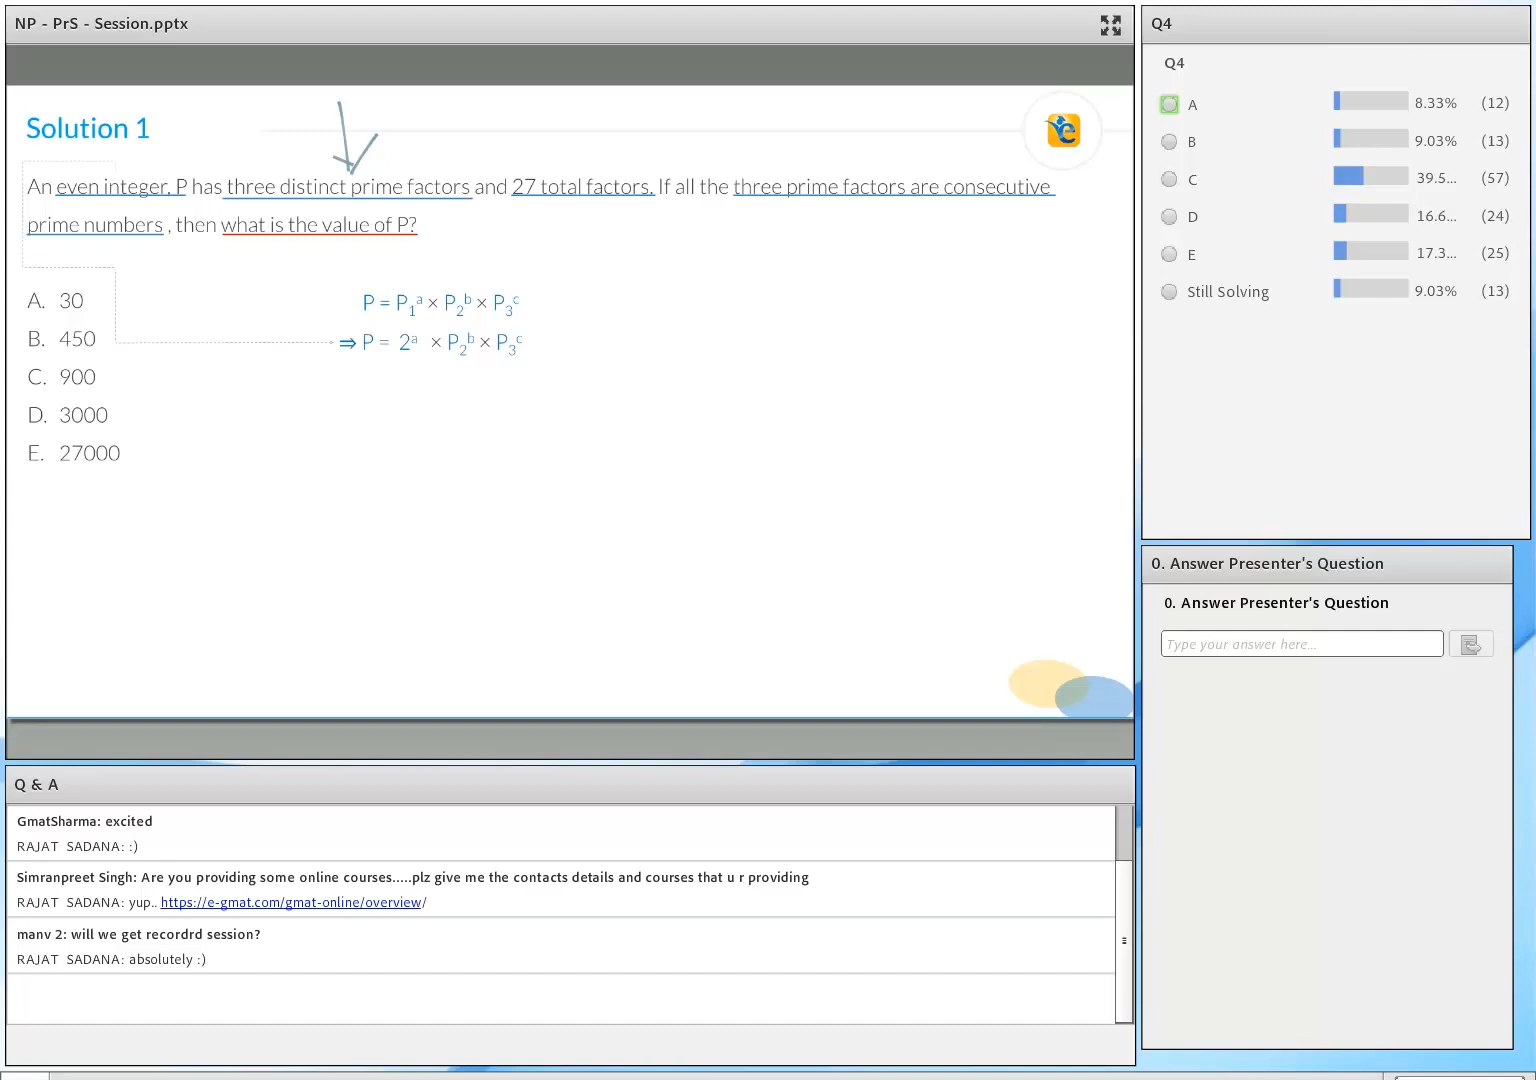 NP - PrS - Session.pptx
Solution 1
An even integer, P has three distinct prime factors and 27 total factors. If all the three prime factors are consecutive
prime numbers , then what is the value of P?
A. 30
B. 450
C. 900
D. 3000
E. 27000
P = P₁ᵃ × P₂ᵇ × P₃ᶜ
⇒ P = 2ᵃ × P₂ᵇ × P₃ᶜ
Q & A
GmatSharma: excited
RAJAT SADANA: :)
Simranpreet Singh: Are you providing some online courses.....plz give me the contacts details and courses that u r providing
RAJAT SADANA: yup.. https://e-gmat.com/gmat-online/overview/
manv 2: will we get recordrd session?
RAJAT SADANA: absolutely :)
Q4
Q4
A 8.33% (12)
B 9.03% (13)
C 39.5... (57)
D 16.6... (24)
E 17.3... (25)
Still Solving 9.03% (13)
0. Answer Presenter's Question
0. Answer Presenter's Question
Type your answer here...